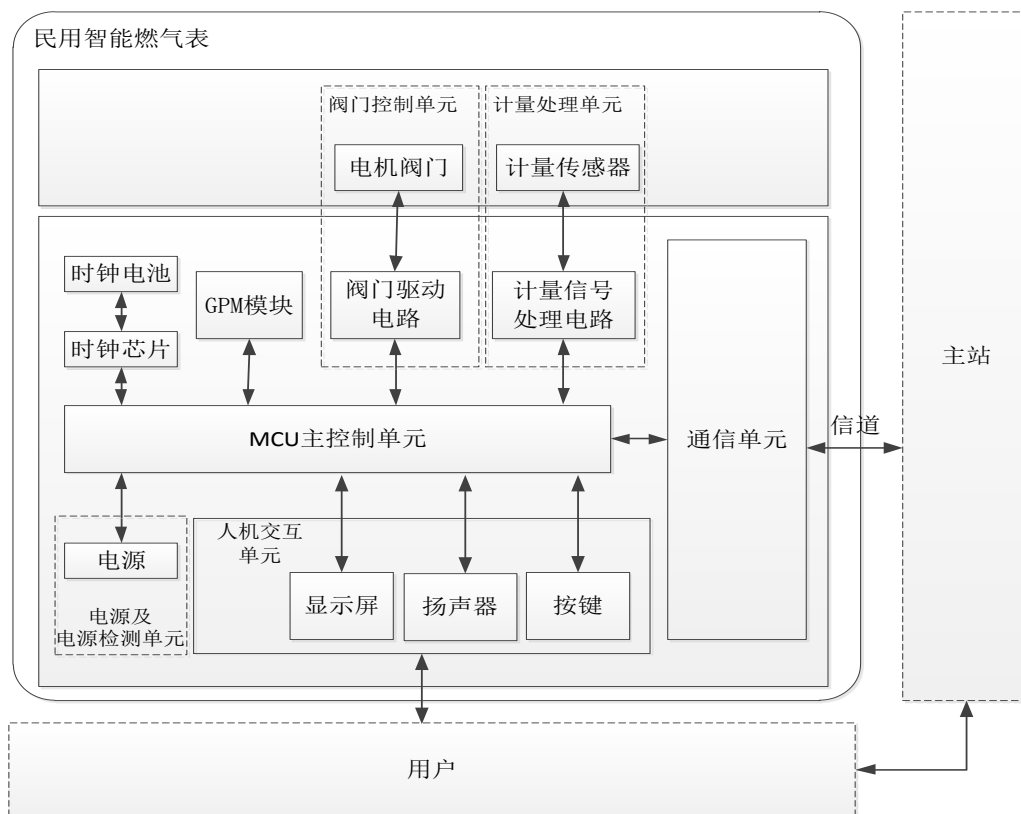 民用智能燃气表
阀门控制单元
计量处理单元
电机阀门
计量传感器
时钟电池
GPM模块
阀门驱动
电路
计量信号
处理电路
时钟芯片
主站
MCU主控制单元
通信单元
信道
电源
人机交互
单元
显示屏
扬声器
按键
电源及
电源检测单元
用户